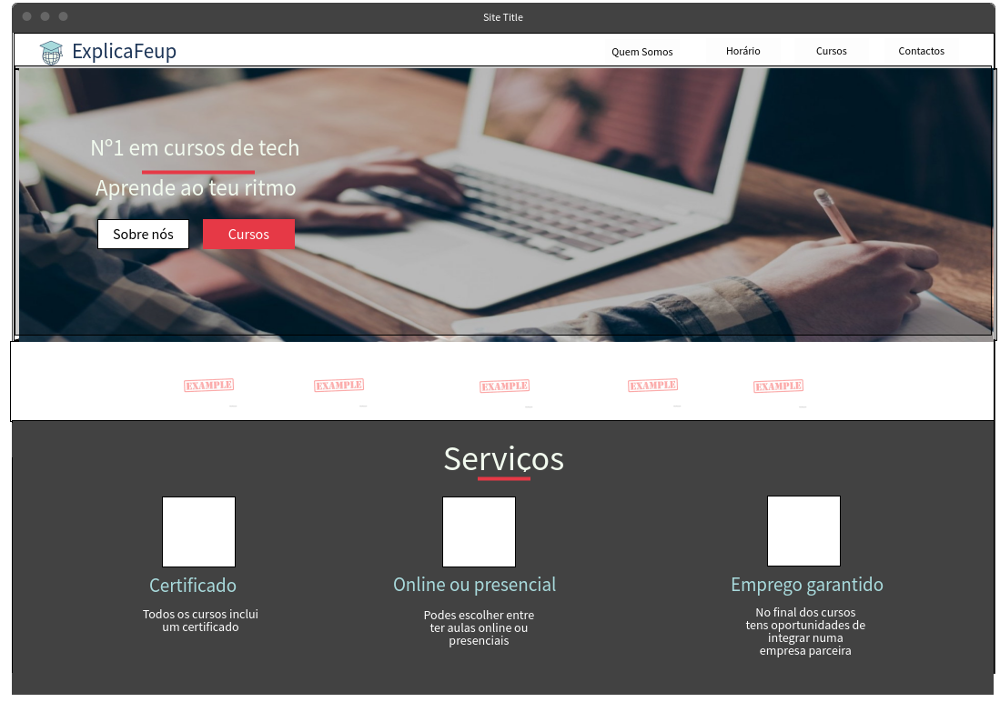 Site Title
ExplicaFeup
Quem Somos
Horário
Cursos
Contactos
Nº1 em cursos de tech
Aprende ao teu ritmo
Sobre nós
Cursos
EXAMPLE
EXAMPLE
EXAMPLE
EXAMPLE
EXAMPLE
Serviços
Certificado
Todos os cursos inclui
um certificado
Online ou presencial
Podes escolher entre
ter aulas online ou
presenciais
Emprego garantido
No final dos cursos
tens oportunidades de
integrar numa
empresa parceira